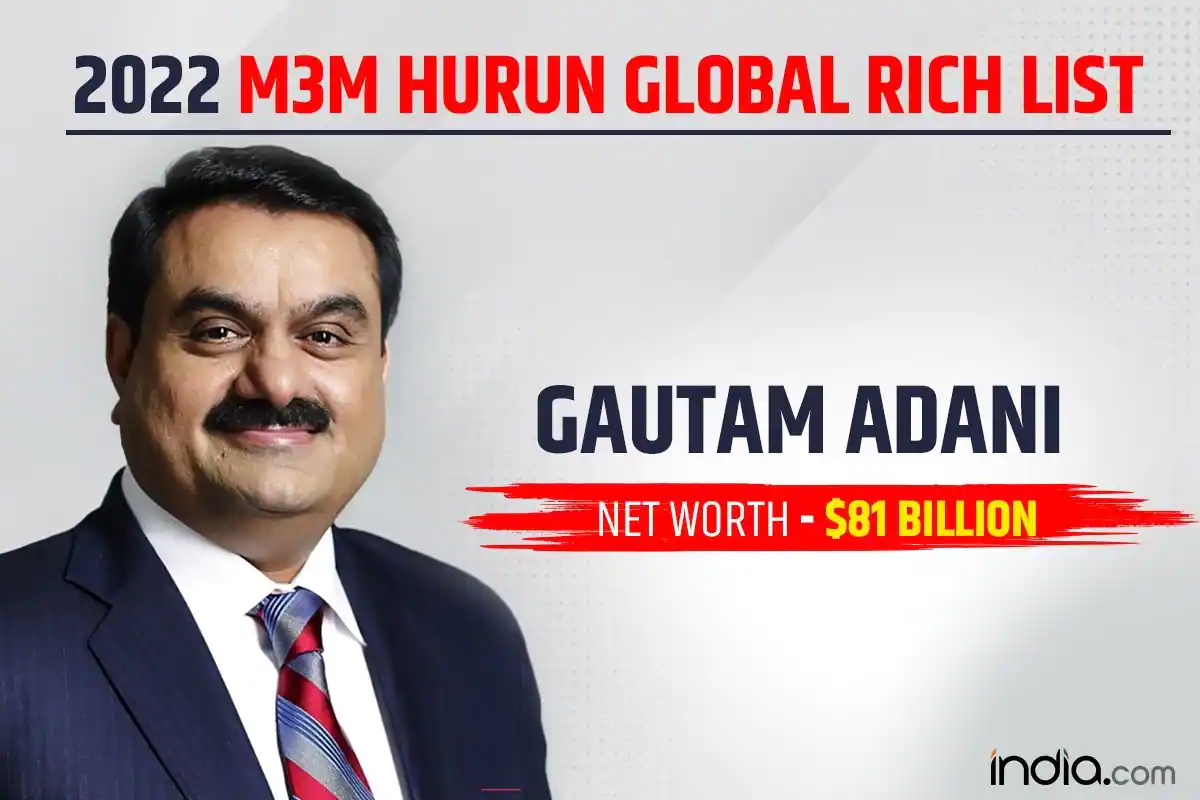 2022 M3M HURUN GLOBAL RICH LIST
GAUTAM ADANI
NET WORTH - $81 BILLION
india.com